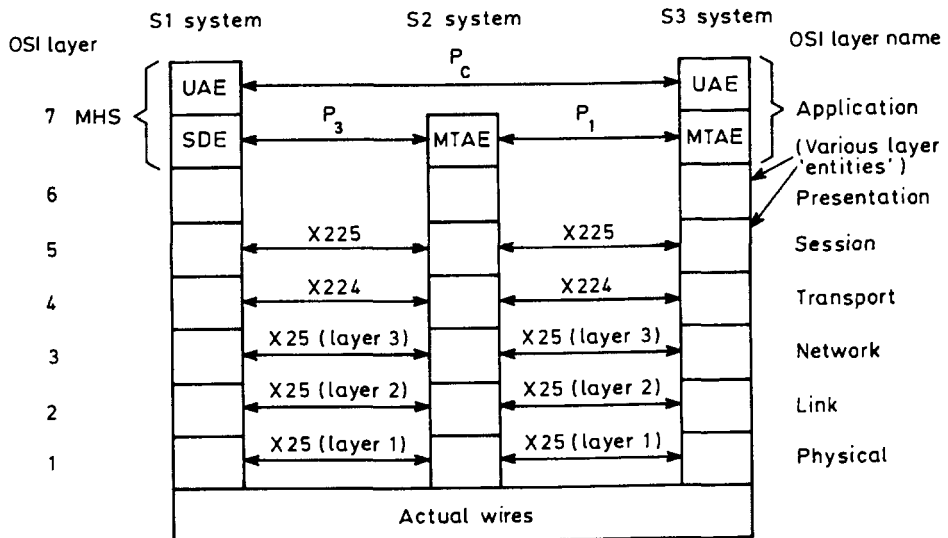 S1 system S2 system S3 system
OSI layer OSI layer name
P_C
UAE UAE
7 MHS Application
P_3 P_1
SDE MTAE MTAE
(Various layer
'entities')
6 Presentation
X225 X225
5 Session
X224 X224
4 Transport
X25 (layer 3) X25 (layer 3)
3 Network
X25 (layer 2) X25 (layer 2)
2 Link
X25 (layer 1) X25 (layer 1)
1 Physical
Actual wires